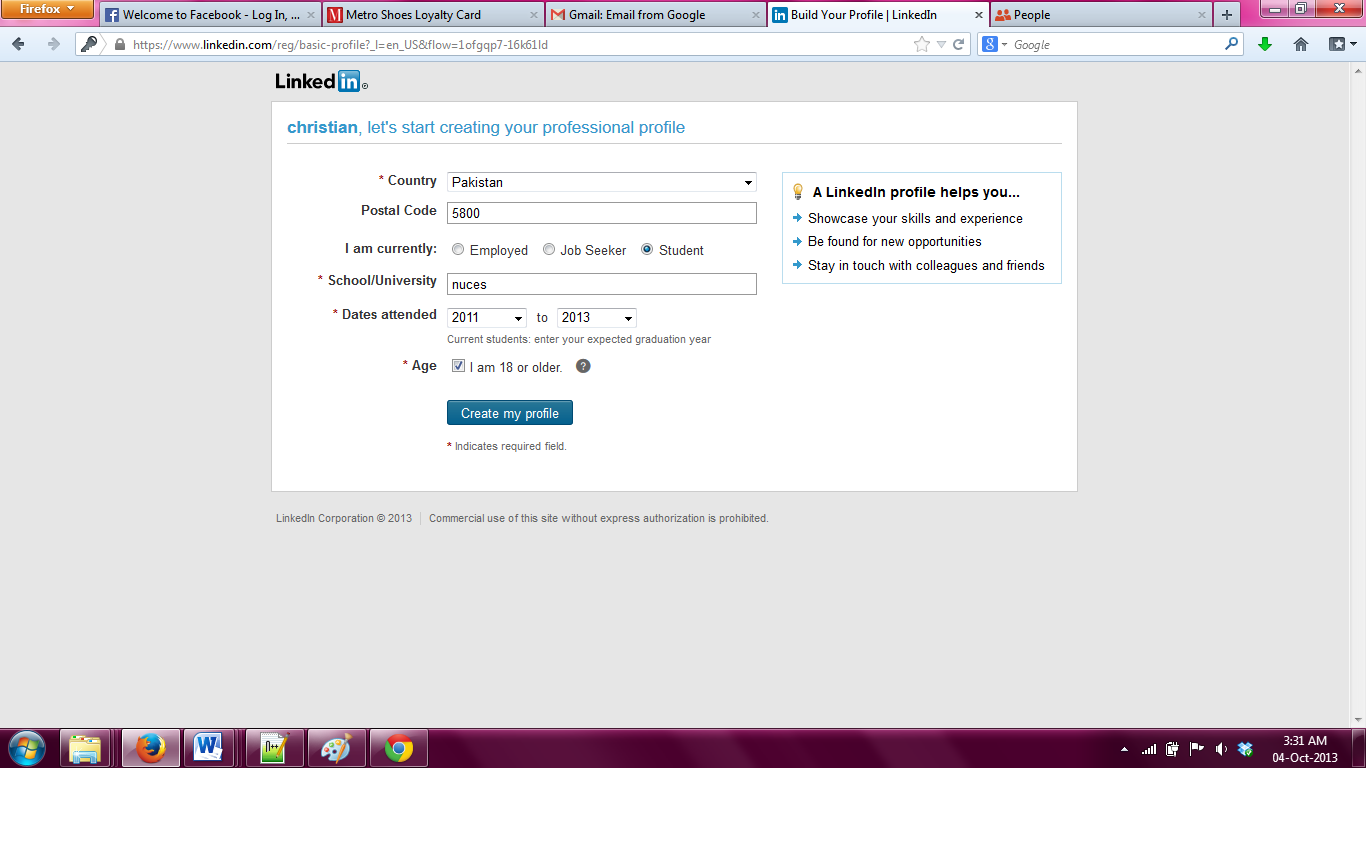 Firefox
Welcome to Facebook - Log In, ...
Metro Shoes Loyalty Card
Gmail: Email from Google
Build Your Profile | LinkedIn
People
https://www.linkedin.com/reg/basic-profile?_l=en_US&flow=1ofgqp7-16k61ld
Google
Linked in
christian, let's start creating your professional profile
* Country Pakistan
Postal Code 5800
I am currently: Employed Job Seeker Student
* School/University nuces
* Dates attended 2011 to 2013
Current students: enter your expected graduation year
* Age I am 18 or older. ?
Create my profile
* Indicates required field.
A LinkedIn profile helps you...
Showcase your skills and experience
Be found for new opportunities
Stay in touch with colleagues and friends
LinkedIn Corporation © 2013 Commercial use of this site without express authorization is prohibited.
3:31 AM
04-Oct-2013